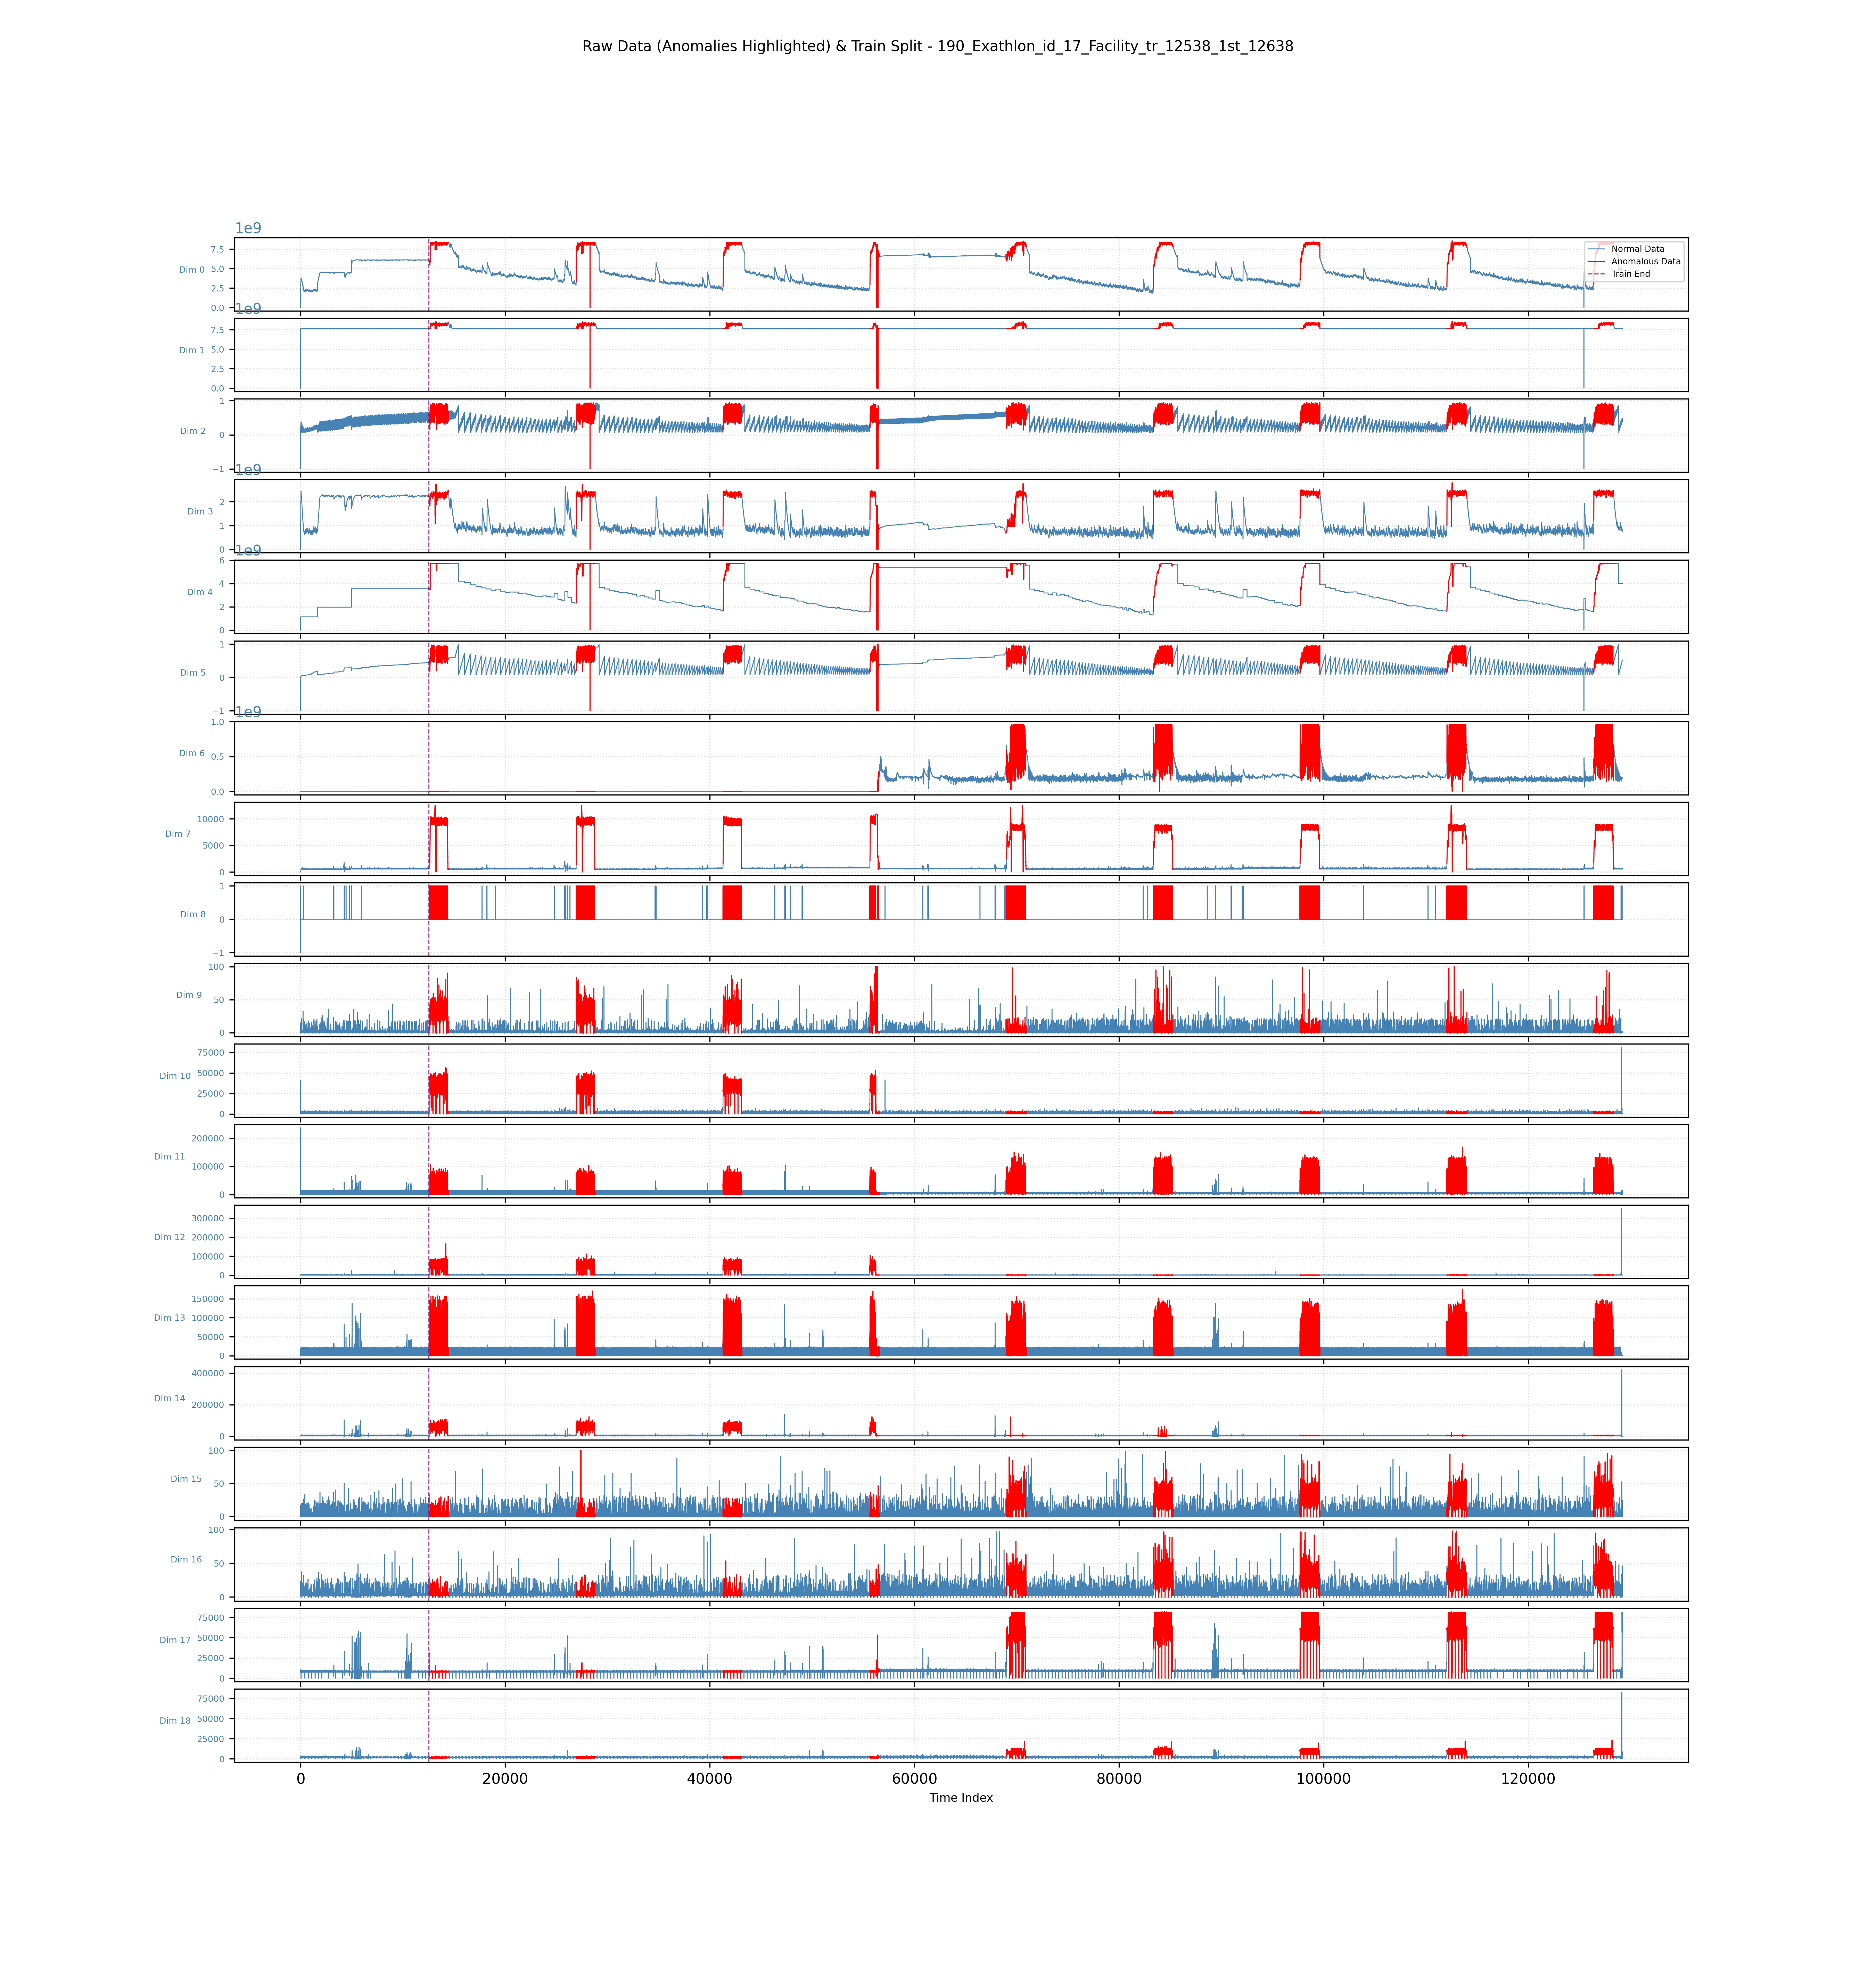 Raw Data (Anomalies Highlighted) & Train Split - 190_Exathlon_id_17_Facility_tr_12538_1st_12638
1e9
Dim 0
7.5
5.0
2.5
0.0
Normal Data
Anomalous Data
Train End
1e9
Dim 1
7.5
5.0
2.5
0.0
Dim 2
1
0
−1
1e9
Dim 3
2
1
0
1e9
Dim 4
6
4
2
0
Dim 5
1
0
−1
1e9
Dim 6
1.0
0.5
0.0
Dim 7
10000
5000
0
Dim 8
1
0
−1
Dim 9
100
50
0
Dim 10
75000
50000
25000
0
Dim 11
200000
100000
0
Dim 12
300000
200000
100000
0
Dim 13
150000
100000
50000
0
Dim 14
400000
200000
0
Dim 15
100
50
0
Dim 16
100
50
0
Dim 17
75000
50000
25000
0
Dim 18
75000
50000
25000
0
0 20000 40000 60000 80000 100000 120000
Time Index